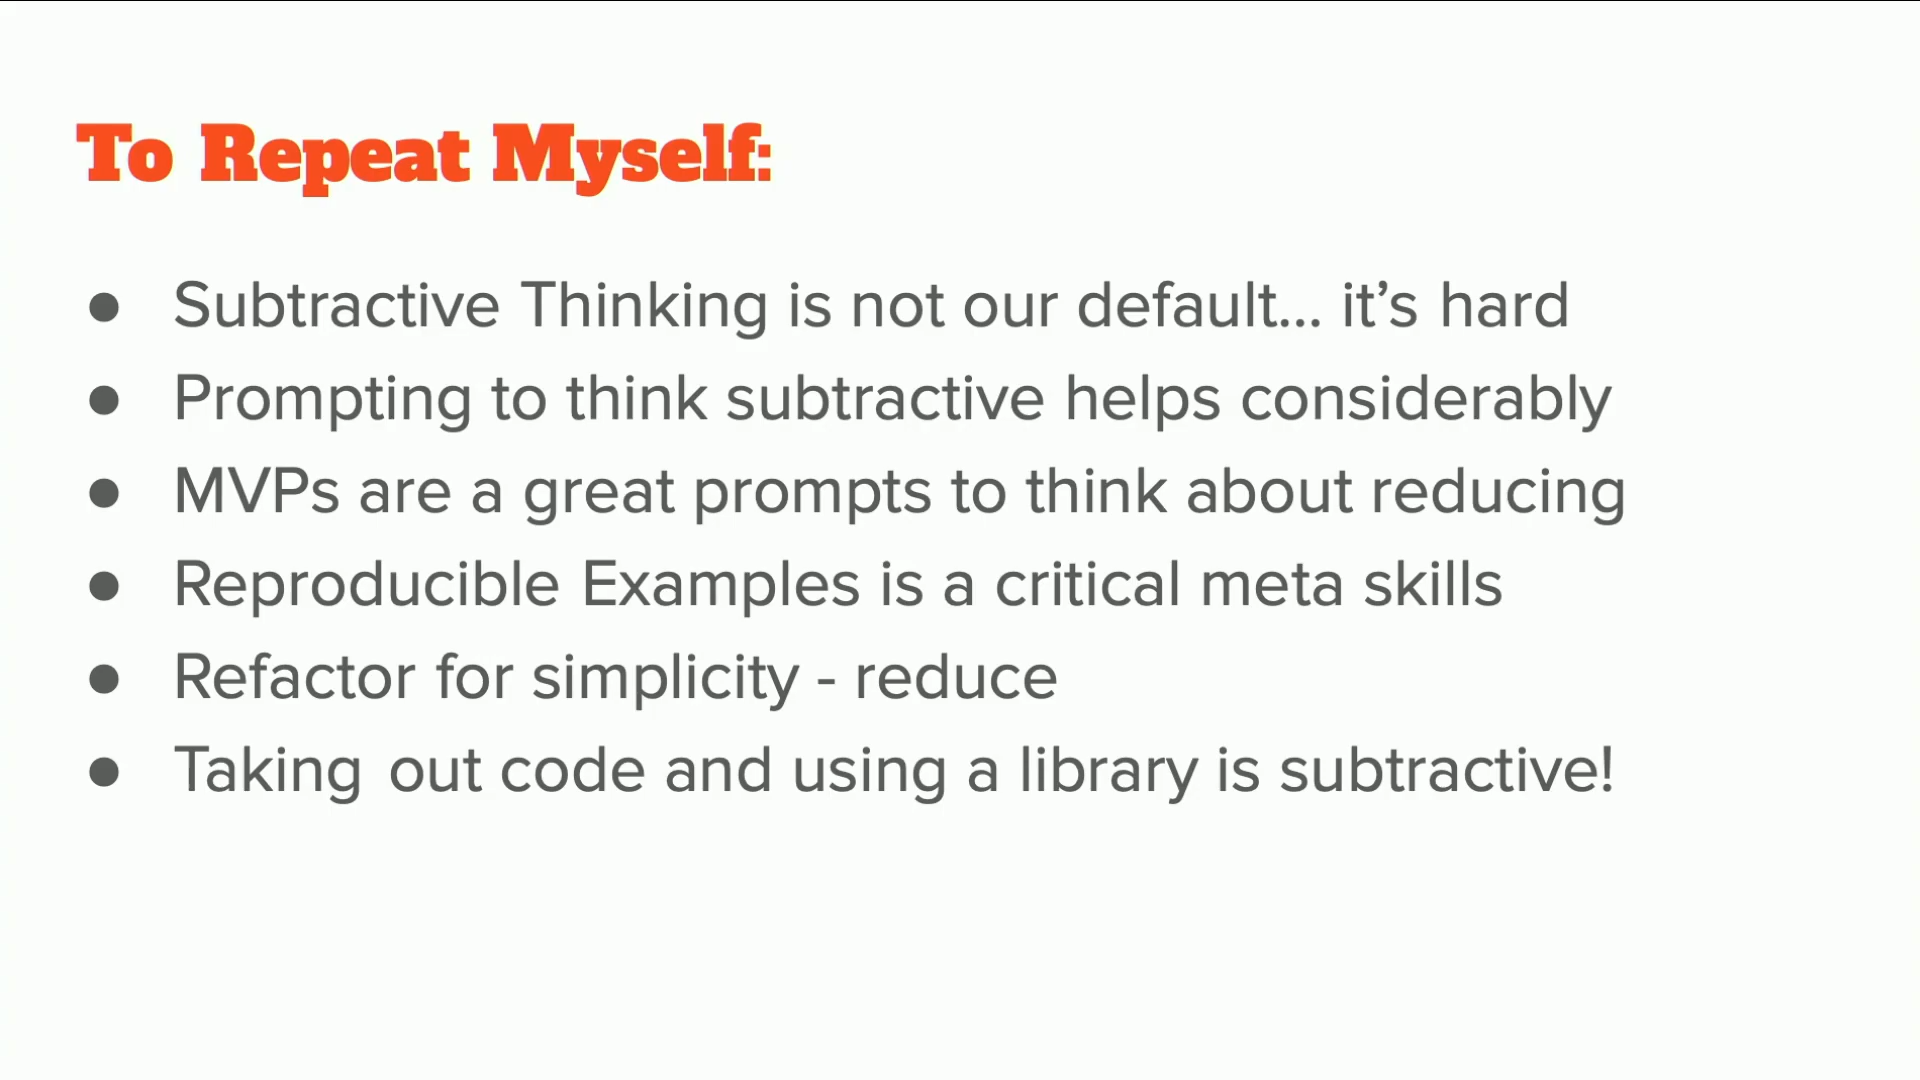 To Repeat Myself:
● Subtractive Thinking is not our default... it’s hard
● Prompting to think subtractive helps considerably
● MVPs are a great prompts to think about reducing
● Reproducible Examples is a critical meta skills
● Refactor for simplicity - reduce
● Taking out code and using a library is subtractive!